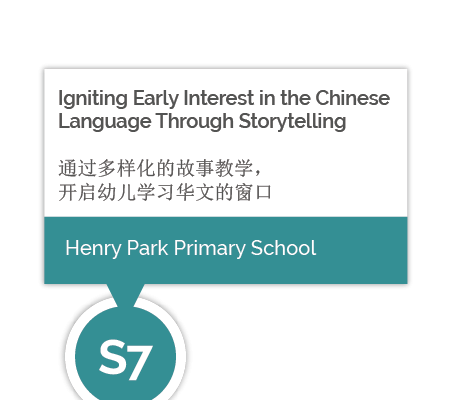 Igniting Early Interest in the Chinese
Language Through Storytelling
通过多样化的故事教学，
开启幼儿学习华文的窗口
Henry Park Primary School
S7